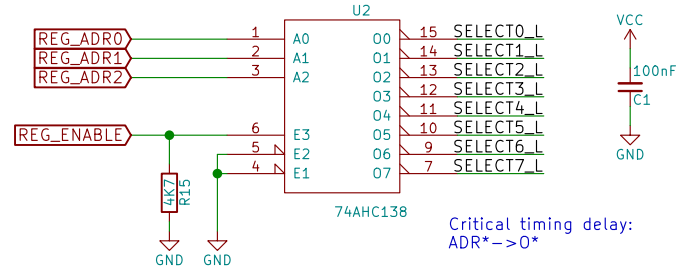 U2
VCC
REG_ADR0 1 A0 O0 15 SELECT0_L
REG_ADR1 2 A1 O1 14 SELECT1_L
REG_ADR2 3 A2 O2 13 SELECT2_L
O3 12 SELECT3_L
O4 11 SELECT4_L
REG_ENABLE 6 E3 O5 10 SELECT5_L
5 E2 O6 9 SELECT6_L
4 E1 O7 7 SELECT7_L
100nF
C1
GND
4K7
R15
74AHC138
GND
GND
Critical timing delay:
ADR*->O*